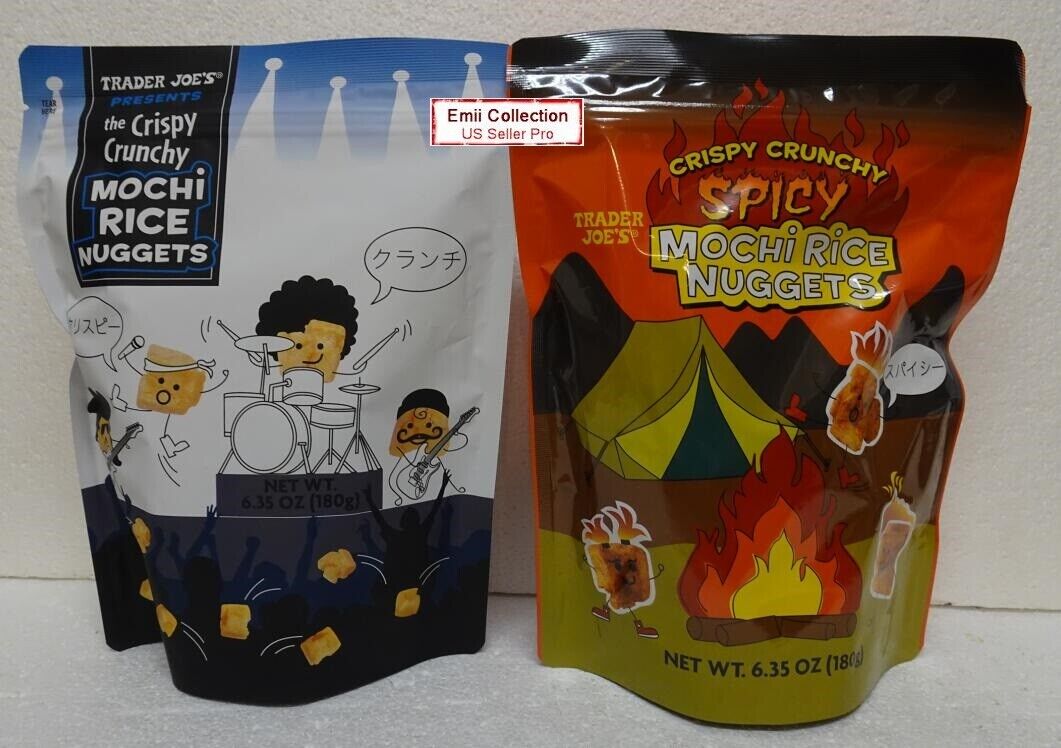 TRADER JOE'S®
PRESENTS
the Crispy
Crunchy
MOCHi
RICE
NUGGETS
TEAR
HERE
クランチ
リスピー
NET WT.
6.35 OZ (180g)
Emii Collection
US Seller Pro
CRISPY CRUNCHY
SPICY
TRADER
JOE'S®
MOCHi RiCE
NUGGETS
スパイシー
NET WT. 6.35 OZ (180g)